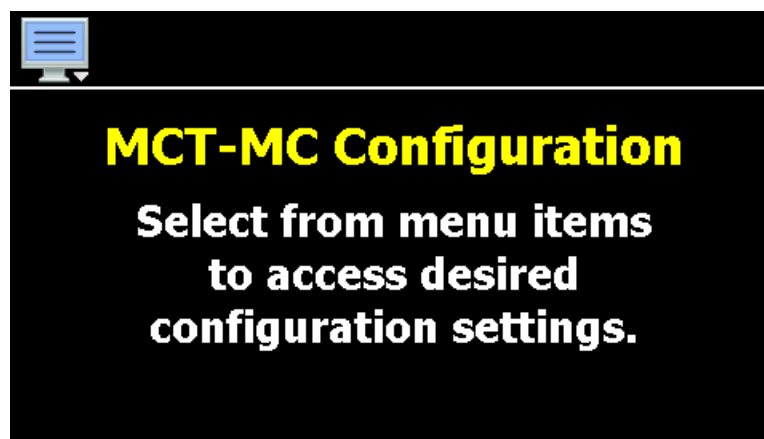 MCT-MC Configuration
Select from menu items
to access desired
configuration settings.